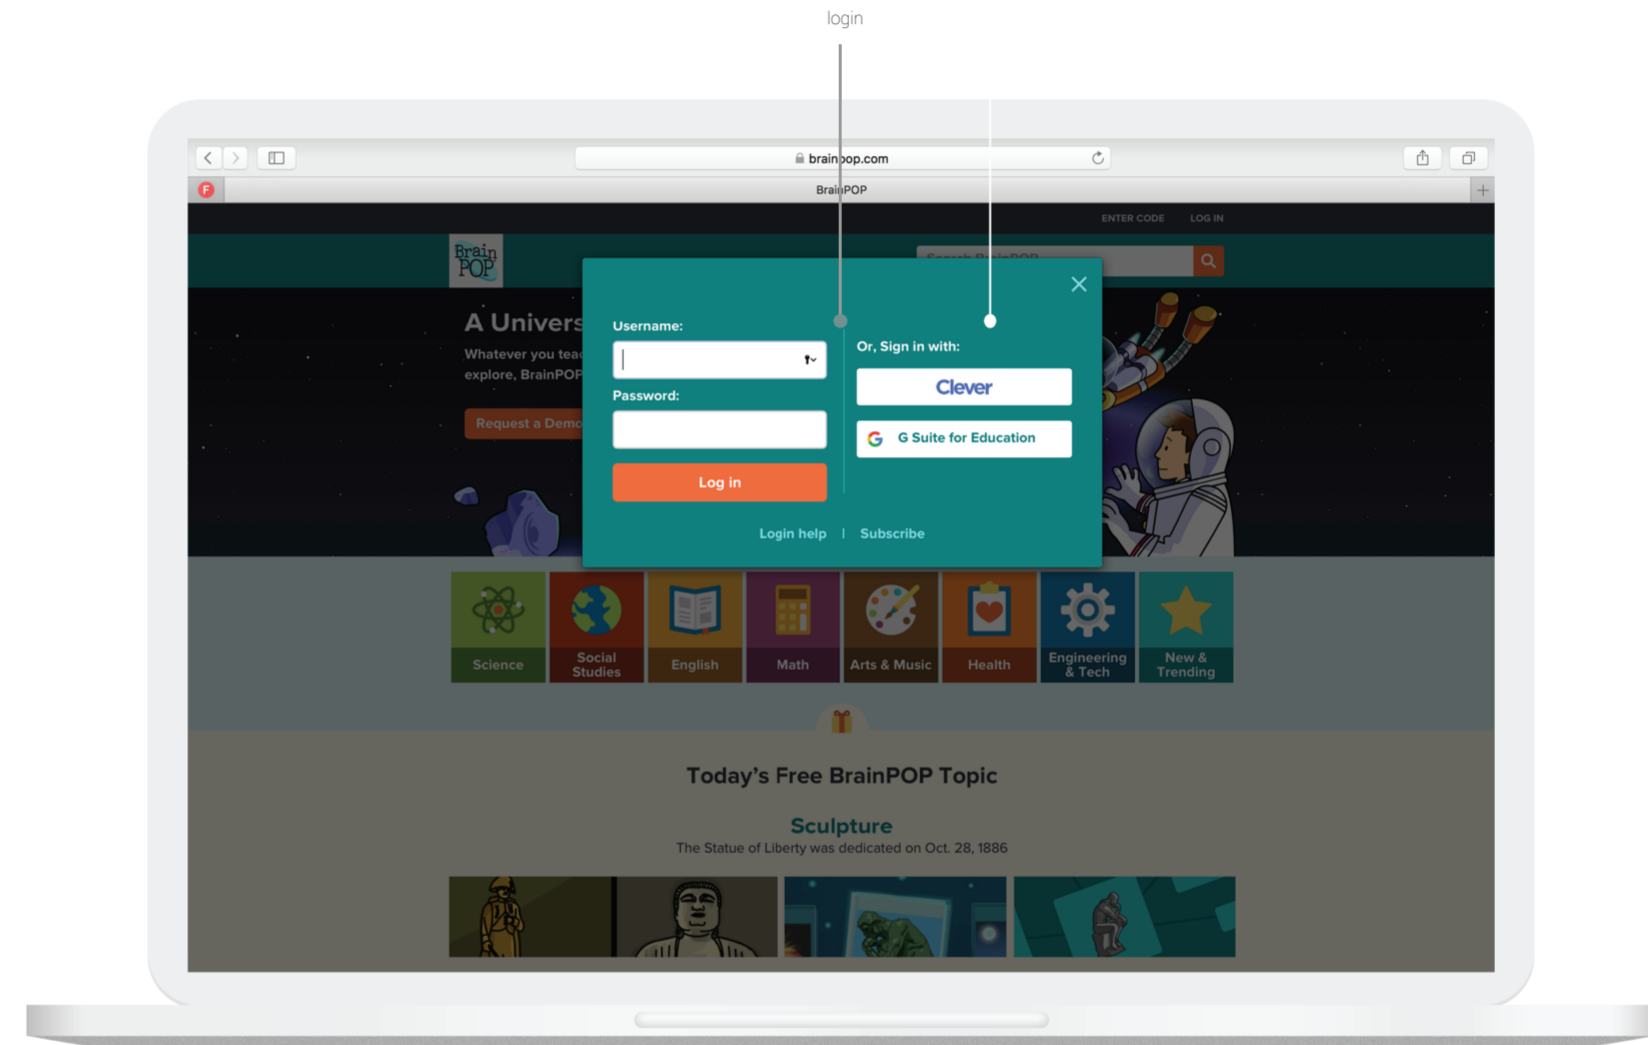 login
brainpop.com
F
BrainPOP
ENTER CODE LOG IN
Brain
POP
Search BrainPOP
A Univers
Whatever you tea
explore, BrainPOP
Request a Demo
Username:
Password:
Log in
Or, Sign in with:
Clever
G G Suite for Education
Login help | Subscribe
Science
Social
Studies
English
Math
Arts & Music
Health
Engineering
& Tech
New &
Trending
Today's Free BrainPOP Topic
Sculpture
The Statue of Liberty was dedicated on Oct. 28, 1886